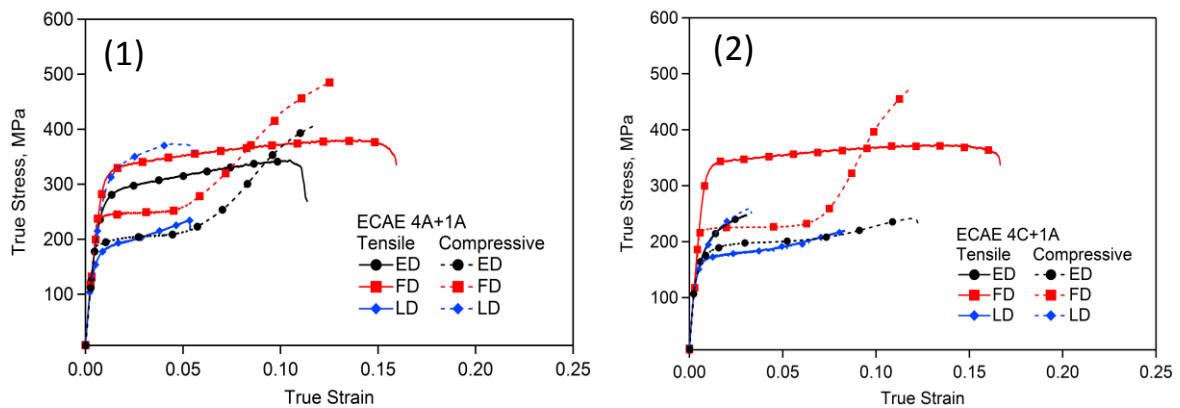 (1)
True Stress, MPa
600
500
400
300
200
100
0.00 0.05 0.10 0.15 0.20 0.25
True Strain
ECAE 4A+1A
Tensile Compressive
ED ED
FD FD
LD LD
(2)
True Stress, MPa
600
500
400
300
200
100
0.00 0.05 0.10 0.15 0.20 0.25
True Strain
ECAE 4C+1A
Tensile Compressive
ED ED
FD FD
LD LD